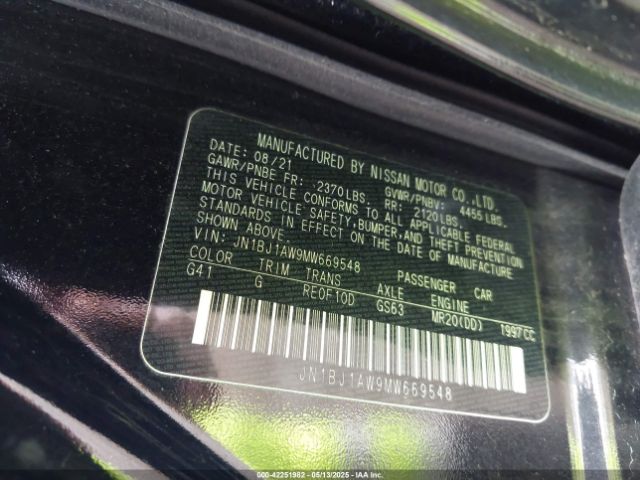 MANUFACTURED BY NISSAN MOTOR CO.,LTD.
DATE: 08/21 GVWR/PNBV: 4455 LBS.
GAWR/PNBE FR: 2370LBS. RR: 2120LBS.
THIS VEHICLE CONFORMS TO ALL APPLICABLE FEDERAL
MOTOR VEHICLE SAFETY,BUMPER,AND THEFT PREVENTION
STANDARDS IN EFFECT ON THE DATE OF MANUFACTURE
SHOWN ABOVE.
VIN: JN1BJ1AW9MW669548 PASSENGER CAR
COLOR TRIM TRANS AXLE ENGINE
G41 G RE0F10D GS63 MR20(DD) 1997CC
JN1BJ1AW9MW669548
000-42251982 - 05/13/2025 - IAA Inc.